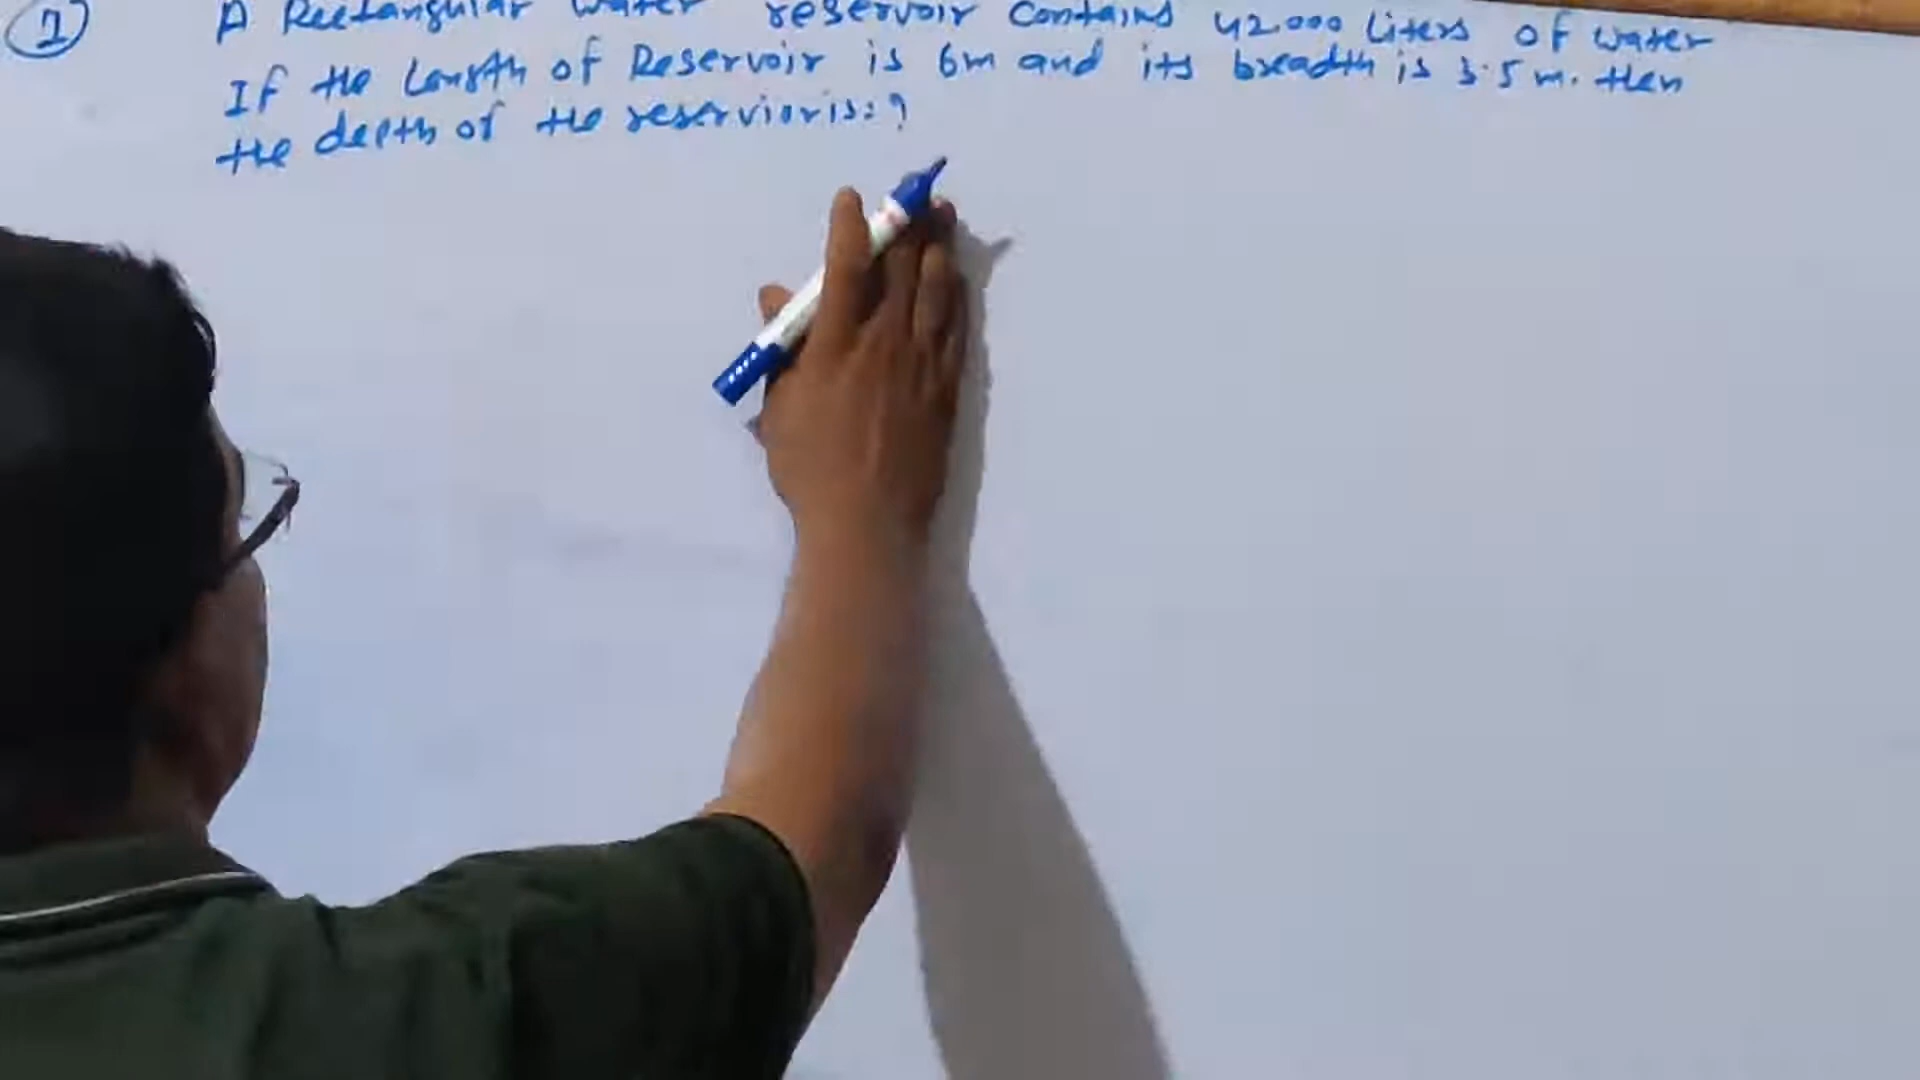 1
A Rectangular water reservoir contains 42000 Liters of water
If the Length of Reservoir is 6m and its breadth is 3.5 m. then
the depth of the reservior is:?